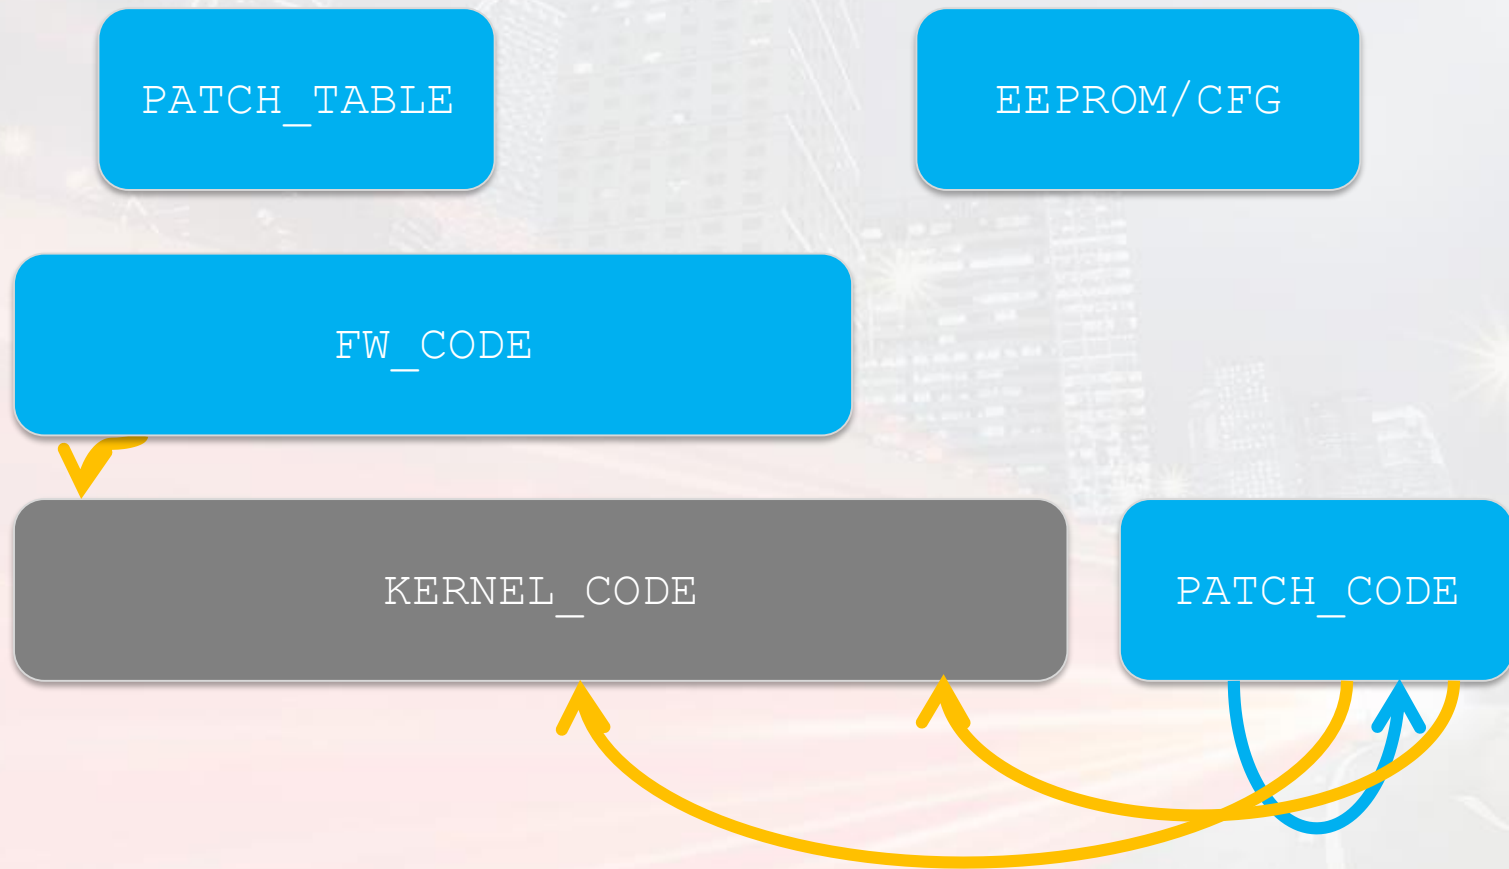 PATCH_TABLE
EEPROM/CFG
FW_CODE
KERNEL_CODE
PATCH_CODE